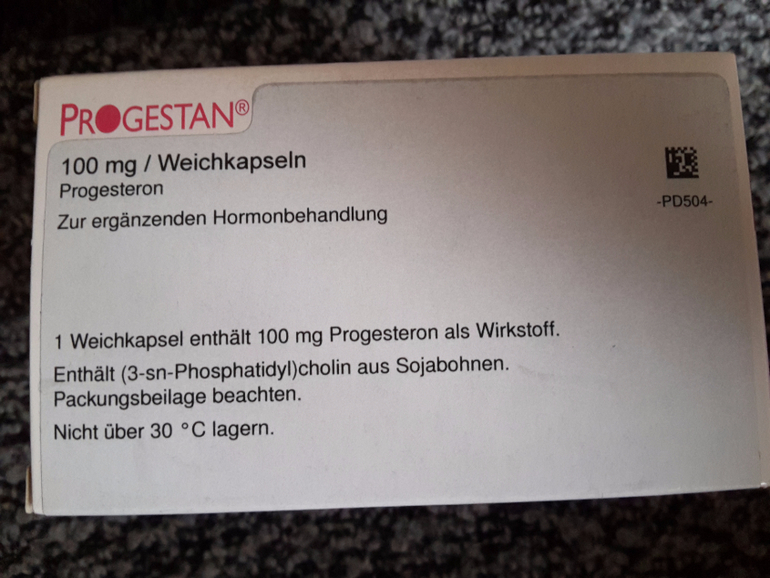 PROGESTAN®
100 mg / Weichkapseln
Progesteron
-PD504-
Zur ergänzenden Hormonbehandlung
1 Weichkapsel enthält 100 mg Progesteron als Wirkstoff.
Enthält (3-sn-Phosphatidyl)cholin aus Sojabohnen.
Packungsbeilage beachten.
Nicht über 30 °C lagern.